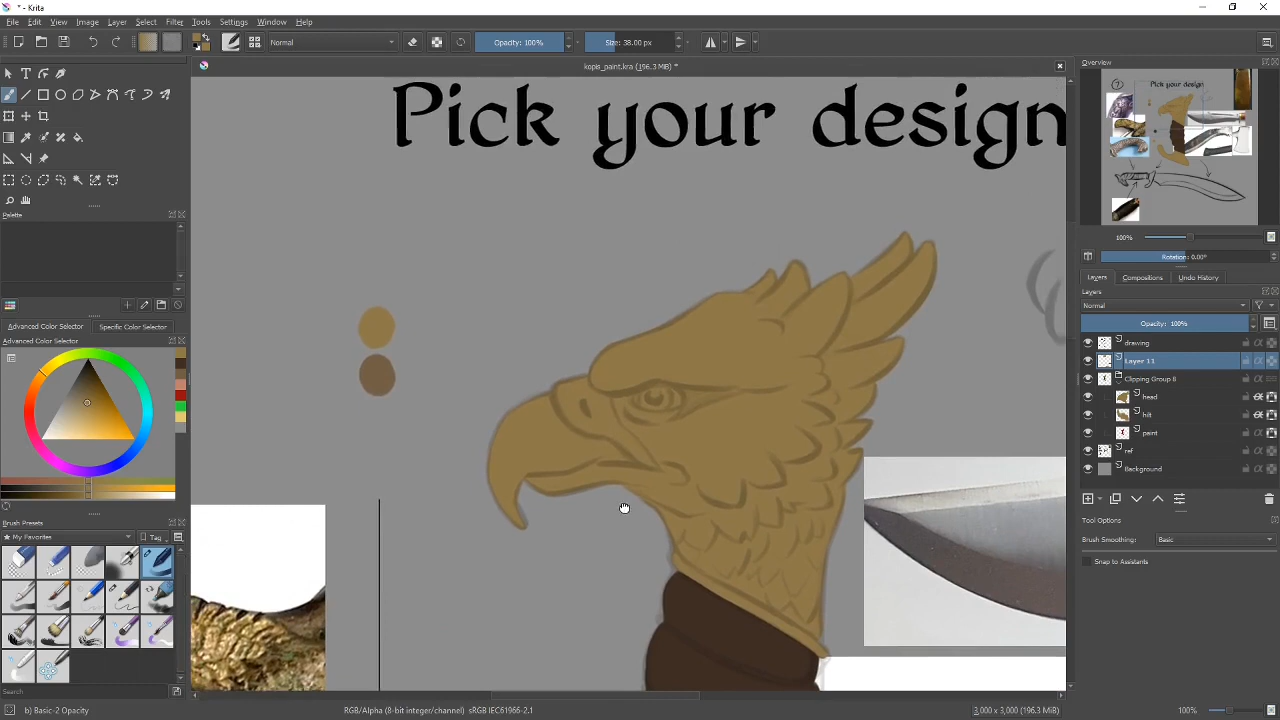 * - Krita
File Edit View Image Layer Select Filter Tools Settings Window Help
Normal Opacity: 100% Size: 38.00 px
kopis_paint.kra (196.3 MiB) *
Pick your design
Palette
Advanced Color Selector Specific Color Selector
Advanced Color Selector
Brush Presets
My Favorites Tag
Search
b) Basic-2 Opacity
RGB/Alpha (8-bit integer/channel) sRGB IEC61966-2.1
3,000 x 3,000 (196.3 MiB)
100%
Overview
Pick your design
100%
Rotation: 0.00°
Layers Compositions Undo History
Layers
Normal
Opacity: 100%
drawing
Layer 11
Clipping Group 8
head
hilt
paint
ref
Background
Tool Options
Brush Smoothing: Basic
Snap to Assistants